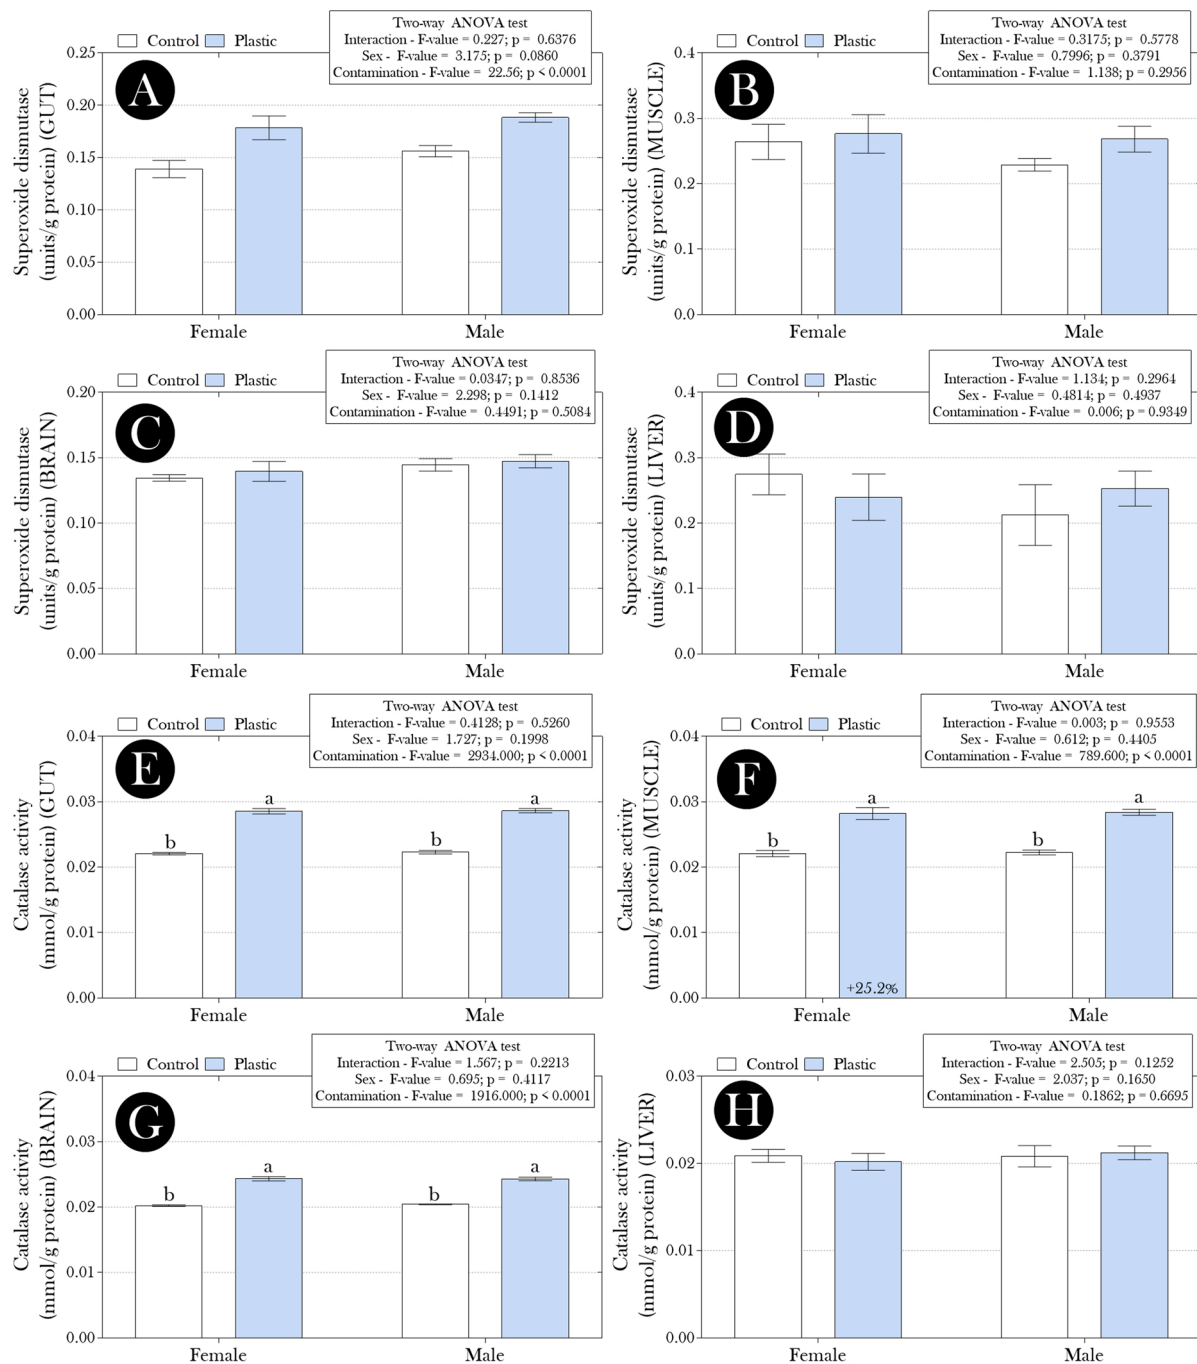 Two-way ANOVA test
Interaction - F-value = 0.227; p = 0.6376
Sex - F-value = 3.175; p = 0.0860
Contamination - F-value = 22.56; p < 0.0001
Control Plastic
A
Superoxide dismutase
(units/g protein) (GUT)
0.25
0.20
0.15
0.10
0.05
0.00
Female Male
Two-way ANOVA test
Interaction - F-value = 0.3175; p = 0.5778
Sex - F-value = 0.7996; p = 0.3791
Contamination - F-value = 1.138; p = 0.2956
Control Plastic
B
Superoxide dismutase
(units/g protein) (MUSCLE)
0.4
0.3
0.2
0.1
0.0
Female Male
Two-way ANOVA test
Interaction - F-value = 0.0347; p = 0.8536
Sex - F-value = 2.298; p = 0.1412
Contamination - F-value = 0.4491; p = 0.5084
Control Plastic
C
Superoxide dismutase
(units/g protein) (BRAIN)
0.20
0.15
0.10
0.05
0.00
Female Male
Two-way ANOVA test
Interaction - F-value = 1.134; p = 0.2964
Sex - F-value = 0.4814; p = 0.4937
Contamination - F-value = 0.006; p = 0.9349
Control Plastic
D
Superoxide dismutase
(units/g protein) (LIVER)
0.4
0.3
0.2
0.1
0.0
Female Male
Two-way ANOVA test
Interaction - F-value = 0.4128; p = 0.5260
Sex - F-value = 1.727; p = 0.1998
Contamination - F-value = 2934.000; p < 0.0001
Control Plastic
E
Catalase activity
(mmol/g protein) (GUT)
0.04
0.03
0.02
0.01
0.00
b a b a
Female Male
Two-way ANOVA test
Interaction - F-value = 0.003; p = 0.9553
Sex - F-value = 0.612; p = 0.4405
Contamination - F-value = 789.600; p < 0.0001
Control Plastic
F
Catalase activity
(mmol/g protein) (MUSCLE)
0.04
0.03
0.02
0.01
0.00
b a b a
+25.2%
Female Male
Two-way ANOVA test
Interaction - F-value = 1.567; p = 0.2213
Sex - F-value = 0.695; p = 0.4117
Contamination - F-value = 1916.000; p < 0.0001
Control Plastic
G
Catalase activity
(mmol/g protein) (BRAIN)
0.04
0.03
0.02
0.01
0.00
b a b a
Female Male
Two-way ANOVA test
Interaction - F-value = 2.505; p = 0.1252
Sex - F-value = 2.037; p = 0.1650
Contamination - F-value = 0.1862; p = 0.6695
Control Plastic
H
Catalase activity
(mmol/g protein) (LIVER)
0.03
0.02
0.01
0.00
Female Male